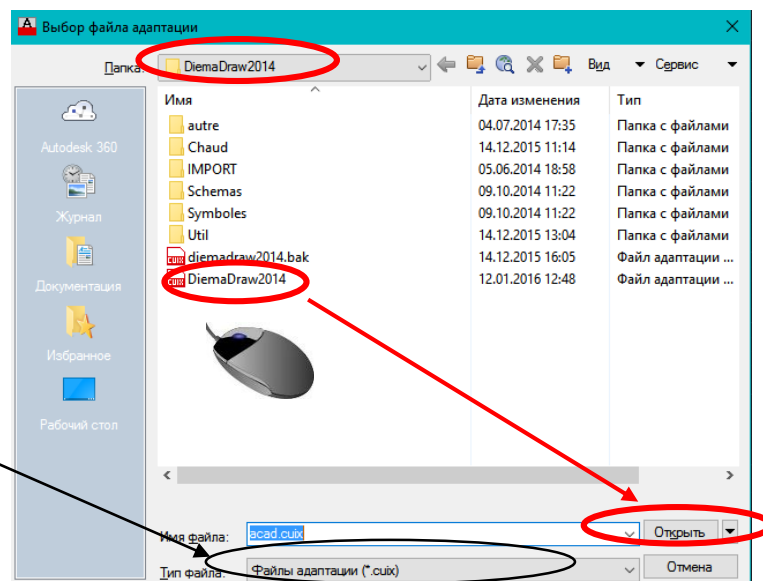 Выбор файла адаптации
Папка: DiemaDraw2014 Вид Сервис
Имя Дата изменения Тип
autre 04.07.2014 17:35 Папка с файлами
Chaud 14.12.2015 11:14 Папка с файлами
IMPORT 05.06.2014 18:58 Папка с файлами
Schemas 09.10.2014 11:22 Папка с файлами
Symboles 09.10.2014 11:22 Папка с файлами
Util 14.12.2015 13:04 Папка с файлами
diemadraw2014.bak 14.12.2015 16:05 Файл адаптации ...
DiemaDraw2014 12.01.2016 12:48 Файл адаптации ...
Autodesk 360
Журнал
Документация
Избранное
Рабочий стол
Имя файла: acad.cuix Открыть
Тип файла: Файлы адаптации (*.cuix) Отмена